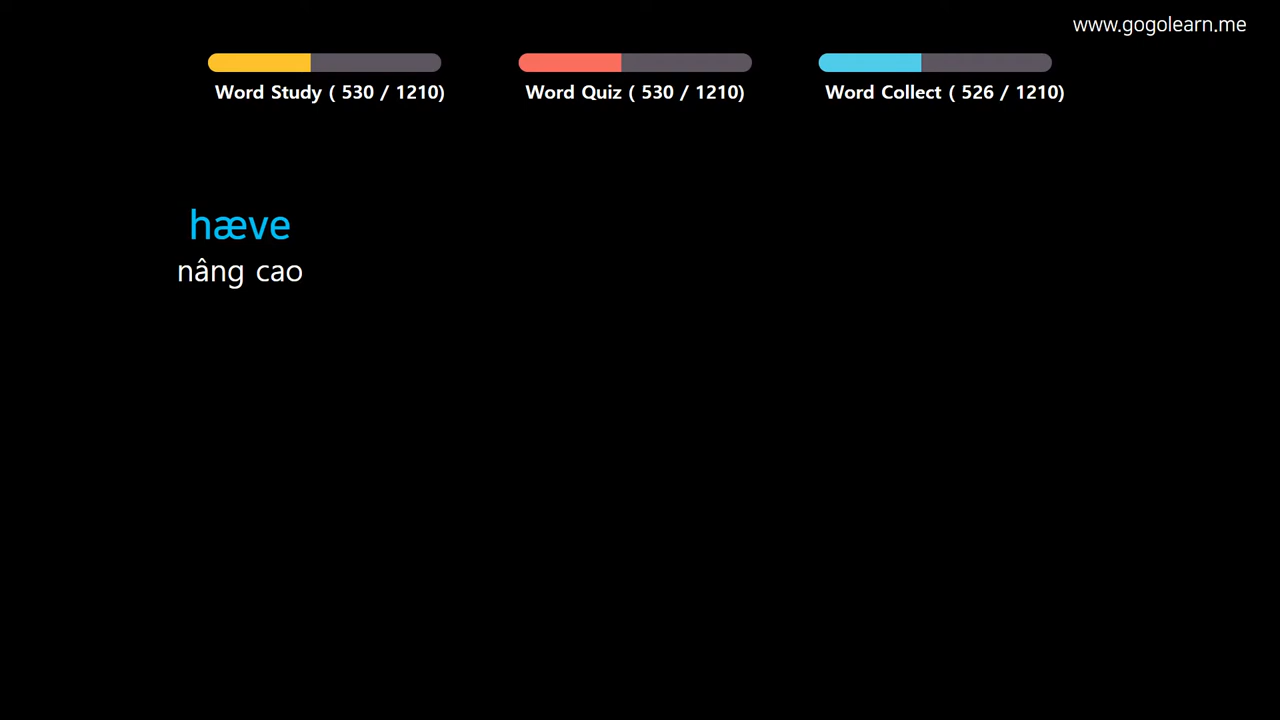 www.gogolearn.me
Word Study ( 530 / 1210)
Word Quiz ( 530 / 1210)
Word Collect ( 526 / 1210)
hæve
nâng cao